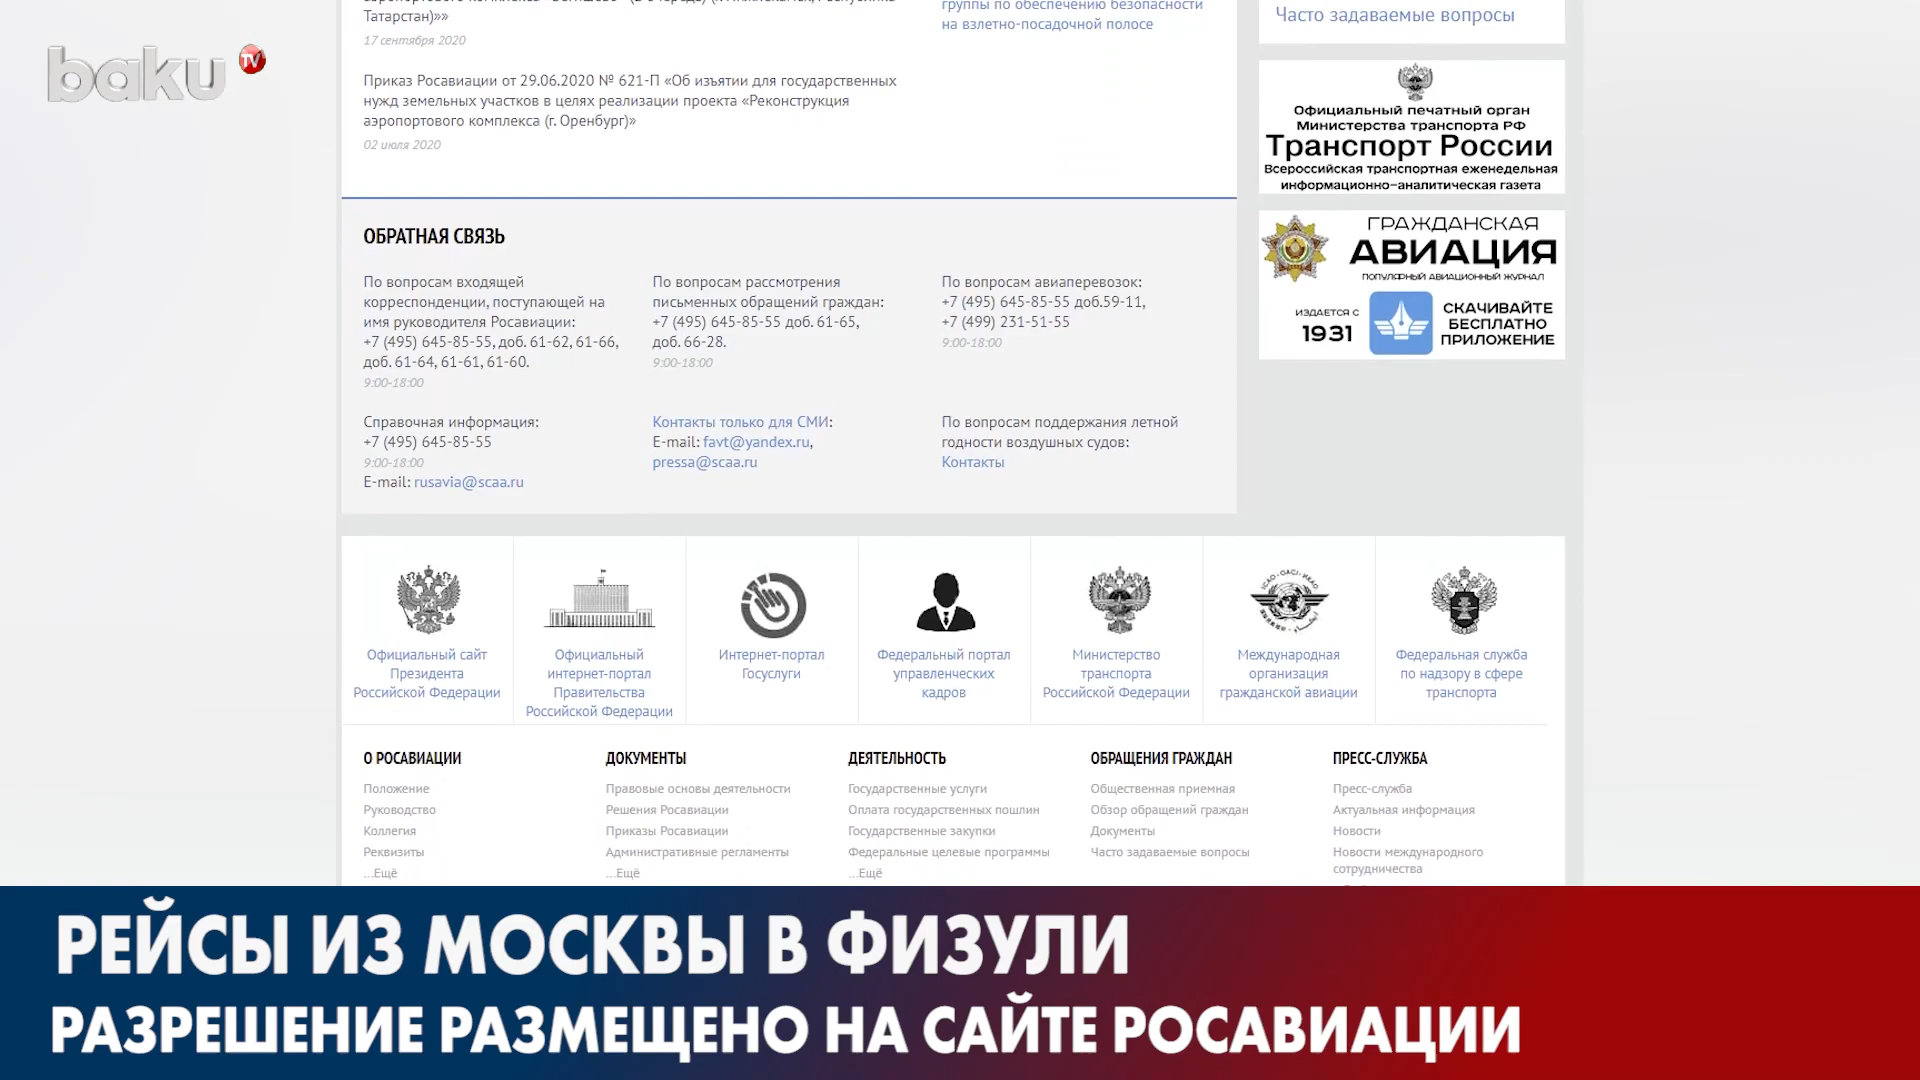 аэропортового комплекса
Татарстан)»»
17 сентября 2020
Приказ Росавиации от 29.06.2020 № 621-П «Об изъятии для государственных
нужд земельных участков в целях реализации проекта «Реконструкция
аэропортового комплекса (г. Оренбург)»
02 июля 2020
группы по обеспечению безопасности
на взлетно-посадочной полосе
Часто задаваемые вопросы
baku TV
Официальный печатный орган
Министерства транспорта РФ
Транспорт России
Всероссийская транспортная еженедельная
информационно-аналитическая газета
ГРАЖДАНСКАЯ
АВИАЦИЯ
ПОПУЛЯРНЫЙ АВИАЦИОННЫЙ ЖУРНАЛ
ИЗДАЕТСЯ С
1931
СКАЧИВАЙТЕ
БЕСПЛАТНО
ПРИЛОЖЕНИЕ
ОБРАТНАЯ СВЯЗЬ
По вопросам входящей
корреспонденции, поступающей на
имя руководителя Росавиации:
+7 (495) 645-85-55, доб. 61-62, 61-66,
доб. 61-64, 61-61, 61-60.
9:00-18:00
По вопросам рассмотрения
письменных обращений граждан:
+7 (495) 645-85-55 доб. 61-65,
доб. 66-28.
9:00-18:00
По вопросам авиаперевозок:
+7 (495) 645-85-55 доб.59-11,
+7 (499) 231-51-55
9:00-18:00
Справочная информация:
+7 (495) 645-85-55
9:00-18:00
E-mail: rusavia@scaa.ru
Контакты только для СМИ:
E-mail: favt@yandex.ru,
pressa@scaa.ru
По вопросам поддержания летной
годности воздушных судов:
Контакты
Официальный сайт
Президента
Российской Федерации
Официальный
интернет-портал
Правительства
Российской Федерации
Интернет-портал
Госуслуги
Федеральный портал
управленческих
кадров
Министерство
транспорта
Российской Федерации
Международная
организация
гражданской авиации
Федеральная служба
по надзору в сфере
транспорта
О РОСАВИАЦИИ
Положение
Руководство
Коллегия
Реквизиты
...Ещё
ДОКУМЕНТЫ
Правовые основы деятельности
Решения Росавиации
Приказы Росавиации
Административные регламенты
...Ещё
ДЕЯТЕЛЬНОСТЬ
Государственные услуги
Оплата государственных пошлин
Государственные закупки
Федеральные целевые программы
...Ещё
ОБРАЩЕНИЯ ГРАЖДАН
Общественная приемная
Обзор обращений граждан
Документы
Часто задаваемые вопросы
ПРЕСС-СЛУЖБА
Пресс-служба
Актуальная информация
Новости
Новости международного
сотрудничества
РЕЙСЫ ИЗ МОСКВЫ В ФИЗУЛИ
РАЗРЕШЕНИЕ РАЗМЕЩЕНО НА САЙТЕ РОСАВИАЦИИ